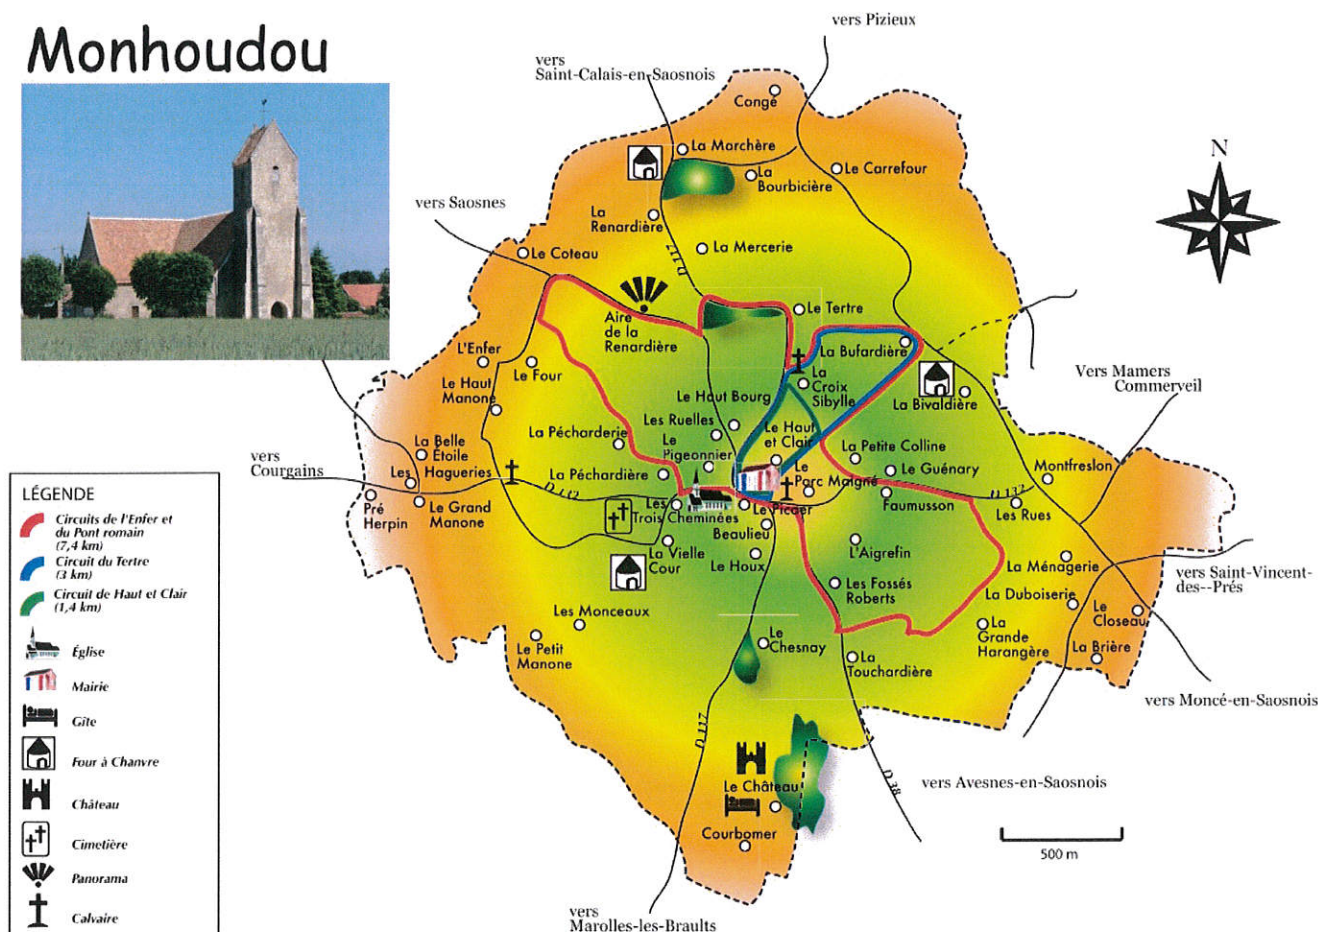 Monhoudou
vers Pizieux
vers
Saint-Calais-en-Saosnois
Congé
La Marchère
La
Bourbicière
Le Carrefour
N
vers Saosnes
La
Renardière
Le Coteau
La Mercerie
D 117
Aire
de la
Renardière
Le Tertre
La Bufardière
L'Enfer
Le Four
Le Haut
Manone
La
Croix
Sibylle
La Bivaldière
Vers Mamers
Commerveil
Le Haut Bourg
Les Ruelles
Le Haut
et Clair
La Pécharderie
La Belle
Étoile
Le
Pigeonnier
La Petite Colline
vers
Courgains
Les
Hagueries
La Péchardière
Le
Parc Maigné
Le Guénary
Montfreslon
Pré
Herpin
Le Grand
Manone
D 142
Les
Trois Cheminées
Le Picger
Beaulieu
Faumusson
D 132
Les Rues
La Vielle
Cour
Le Houx
L'Aigrefin
La Ménagerie
vers Saint-Vincent-
des--Prés
Les Fossés
Roberts
La Duboiserie
Le
Closeau
Les Monceaux
Le Petit
Manone
Le
Chesnay
La
Grande
Harangère
La Brière
La
Touchardière
vers Moncé-en-Saosnois
D 117
D 38
Le Château
vers Avesnes-en-Saosnois
Courbomer
500 m
vers
Marolles-les-Braults
LÉGENDE
Circuits de l'Enfer et
du Pont romain
(7,4 km)
Circuit du Tertre
(3 km)
Circuit de Haut et Clair
(1,4 km)
Église
Mairie
Gîte
Four à Chanvre
Château
Cimetière
Panorama
Calvaire